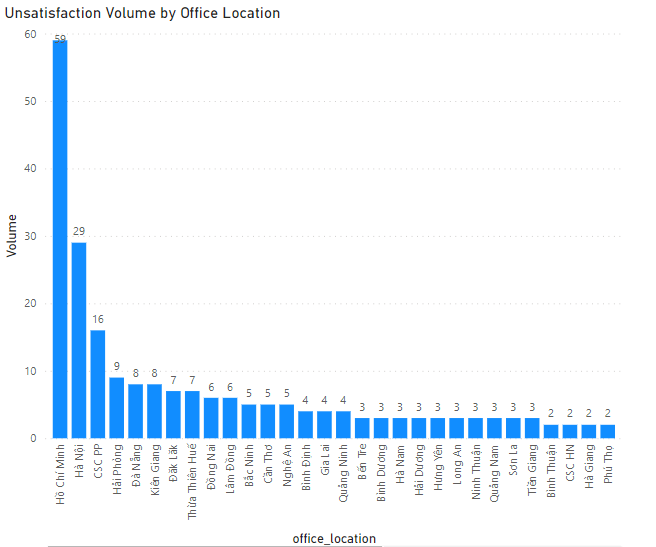 Unsatisfaction Volume by Office Location
60
50
40
30
20
10
0
Volume
59
29
16
9
8
8
7
7
6
6
5
5
5
4
4
4
3
3
3
3
3
3
3
3
3
3
2
2
2
2
Hồ Chí Minh
Hà Nội
CSC PP
Hải Phòng
Đà Nẵng
Kiên Giang
Đắk Lắk
Thừa Thiên Huế
Đồng Nai
Lâm Đồng
Bắc Ninh
Cần Thơ
Nghệ An
Bình Định
Gia Lai
Quảng Ninh
Bến Tre
Bình Dương
Hà Nam
Hải Dương
Hưng Yên
Long An
Ninh Thuận
Quảng Nam
Sơn La
Tiền Giang
Bình Thuận
CSC HN
Hà Giang
Phú Thọ
office_location